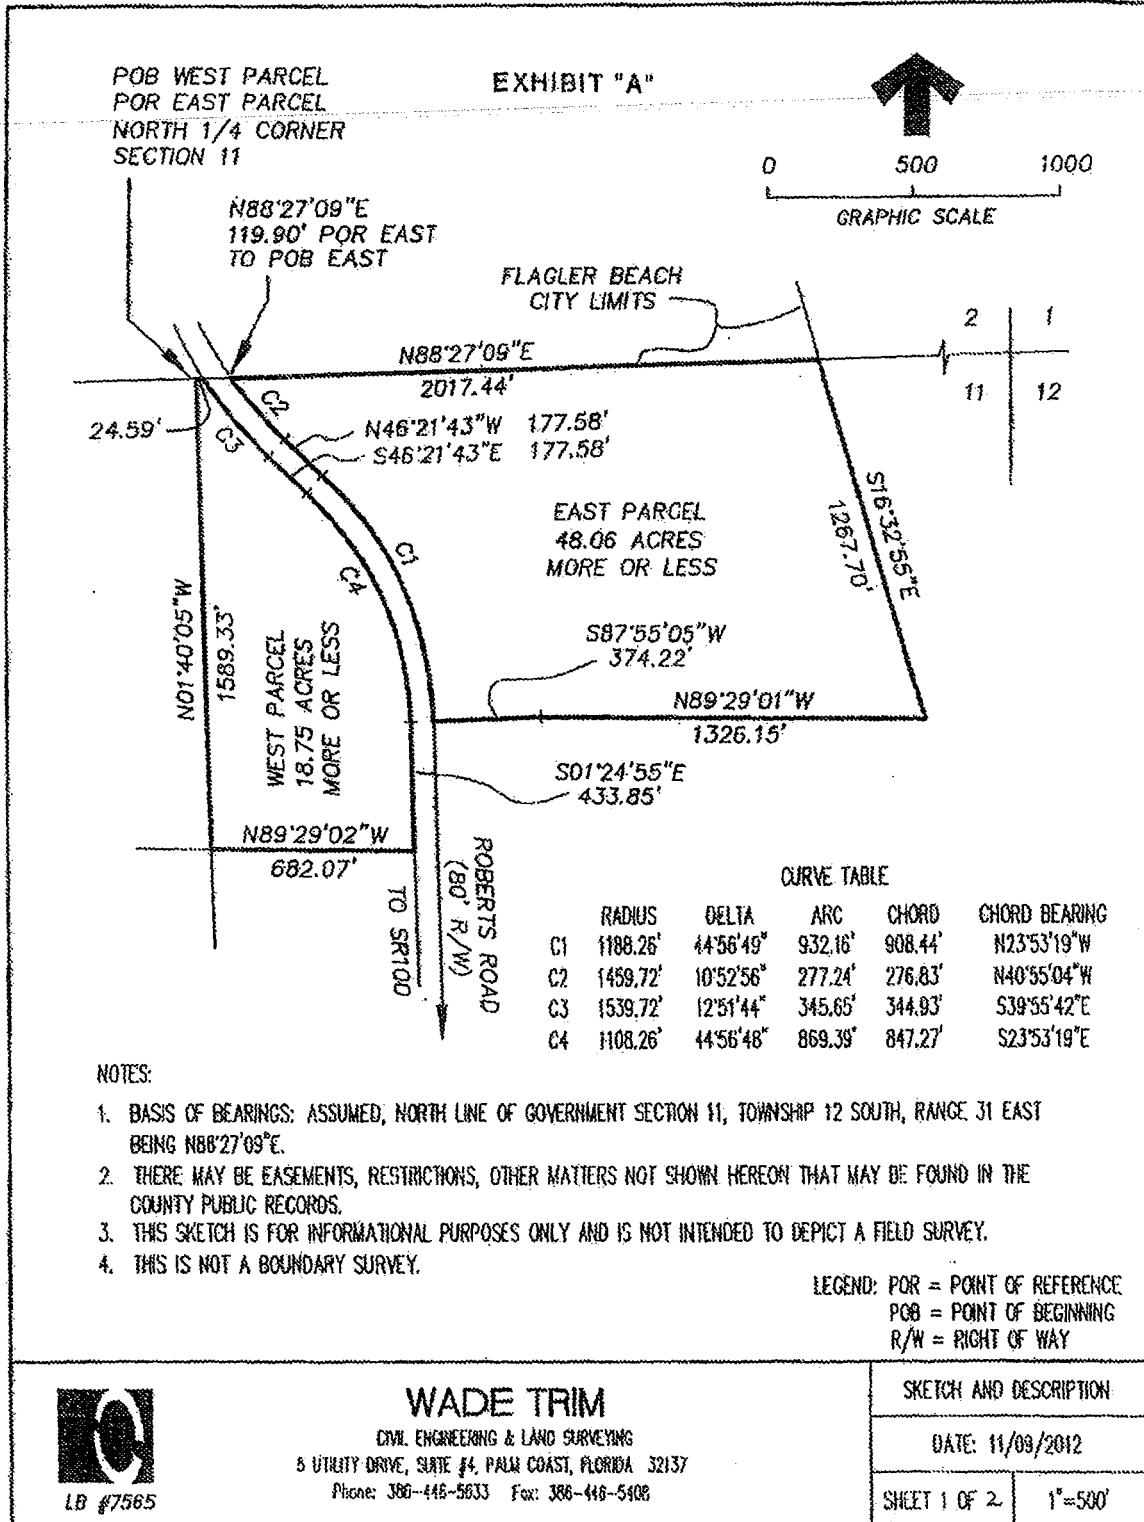 EXHIBIT "A"
POB WEST PARCEL
POR EAST PARCEL
NORTH 1/4 CORNER
SECTION 11
N88°27'09"E
119.90' POR EAST
TO POB EAST
0 500 1000
GRAPHIC SCALE
FLAGLER BEACH
CITY LIMITS
2 1
11 12
N88°27'09"E
2017.44'
24.59'
C2
C3
N46°21'43"W 177.58'
S46°21'43"E 177.58'
C1
C4
EAST PARCEL
48.06 ACRES
MORE OR LESS
S16°32'55"E
1267.70'
N01°40'05"W
1589.33'
WEST PARCEL
18.75 ACRES
MORE OR LESS
S87°55'05"W
374.22'
N89°29'01"W
1326.15'
S01°24'55"E
433.85'
N89°29'02"W
682.07'
ROBERTS ROAD
(80' R/W)
TO SR100
CURVE TABLE
RADIUS DELTA ARC CHORD CHORD BEARING
C1 1188.26' 44°56'49" 932.16' 908.44' N23°53'19"W
C2 1459.72' 10°52'56" 277.24' 276.83' N40°55'04"W
C3 1539.72' 12°51'44" 345.65' 344.93' S39°55'42"E
C4 1108.26' 44°56'48" 869.39' 847.27' S23°53'19"E
NOTES:
1. BASIS OF BEARINGS: ASSUMED, NORTH LINE OF GOVERNMENT SECTION 11, TOWNSHIP 12 SOUTH, RANGE 31 EAST
BEING N88°27'09"E.
2. THERE MAY BE EASEMENTS, RESTRICTIONS, OTHER MATTERS NOT SHOWN HEREON THAT MAY BE FOUND IN THE
COUNTY PUBLIC RECORDS.
3. THIS SKETCH IS FOR INFORMATIONAL PURPOSES ONLY AND IS NOT INTENDED TO DEPICT A FIELD SURVEY.
4. THIS IS NOT A BOUNDARY SURVEY.
LEGEND: POR = POINT OF REFERENCE
POB = POINT OF BEGINNING
R/W = RIGHT OF WAY
LB #7565
WADE TRIM
CIVIL ENGINEERING & LAND SURVEYING
5 UTILITY DRIVE, SUITE #4, PALM COAST, FLORIDA 32137
Phone: 386-446-5633 Fax: 386-446-5408
SKETCH AND DESCRIPTION
DATE: 11/09/2012
SHEET 1 OF 2
1"=500'